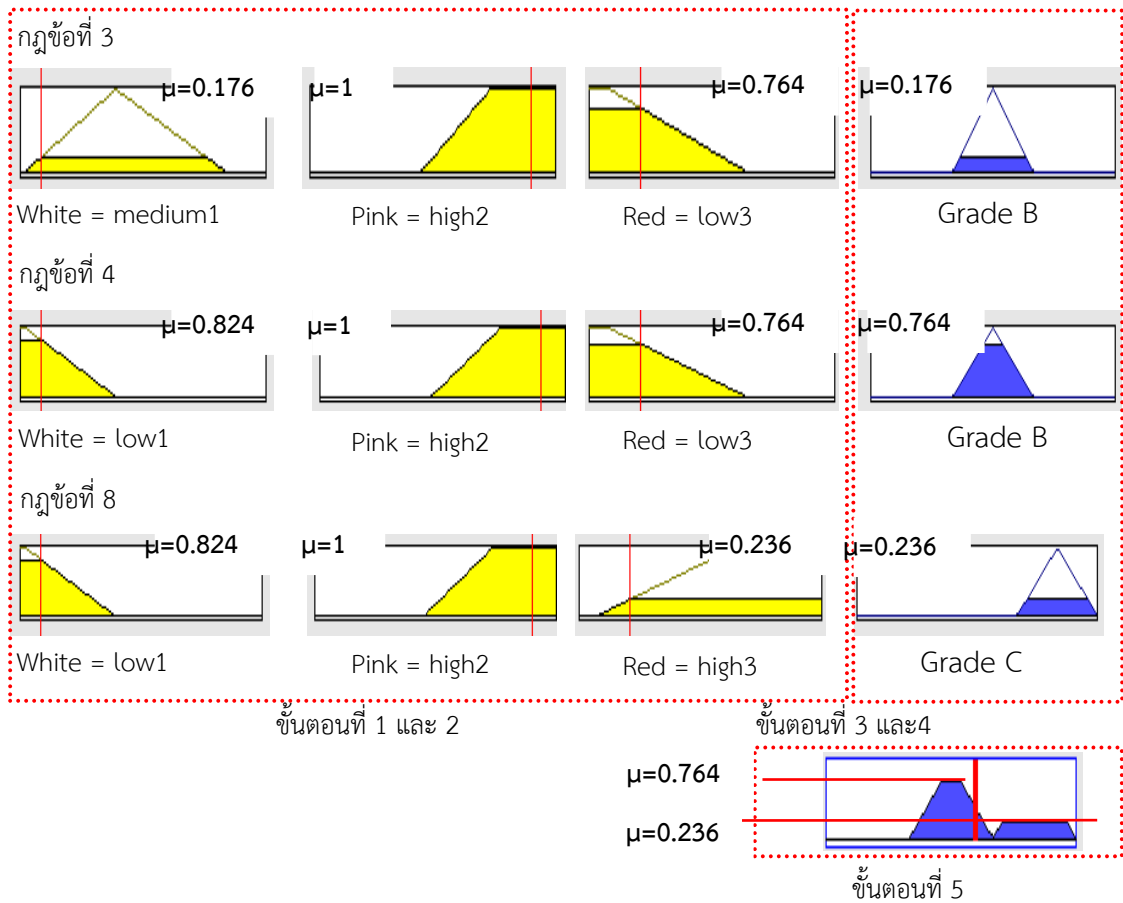 กฎข้อที่ 3
μ=0.176 μ=1 μ=0.764 μ=0.176
White = medium1 Pink = high2 Red = low3 Grade B
กฎข้อที่ 4
μ=0.824 μ=1 μ=0.764 μ=0.764
White = low1 Pink = high2 Red = low3 Grade B
กฎข้อที่ 8
μ=0.824 μ=1 μ=0.236 μ=0.236
White = low1 Pink = high2 Red = high3 Grade C
ขั้นตอนที่ 1 และ 2 ขั้นตอนที่ 3 และ4
μ=0.764
μ=0.236
ขั้นตอนที่ 5